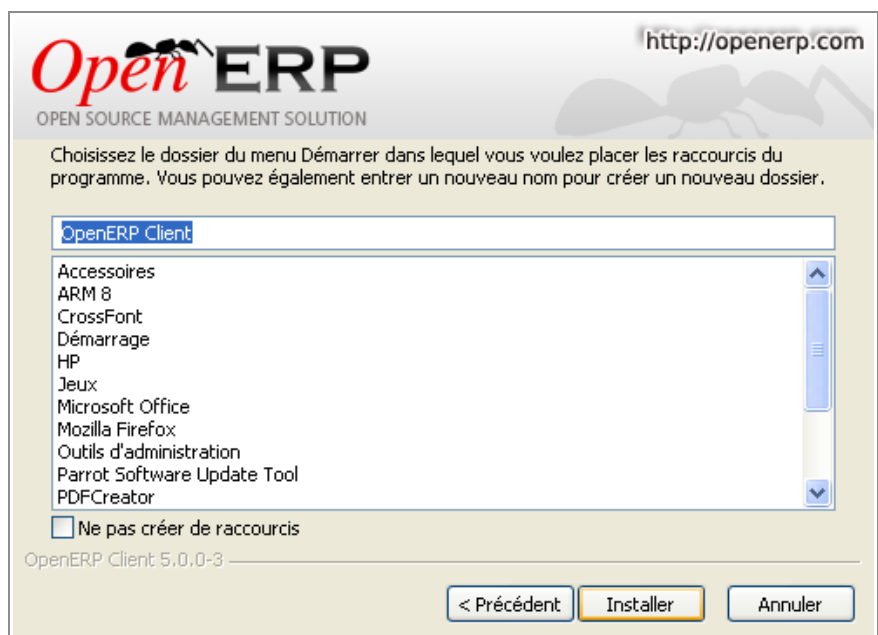 http://openerp.com
Open ERP
OPEN SOURCE MANAGEMENT SOLUTION
Choisissez le dossier du menu Démarrer dans lequel vous voulez placer les raccourcis du
programme. Vous pouvez également entrer un nouveau nom pour créer un nouveau dossier.
OpenERP Client
Accessoires
ARM 8
CrossFont
Démarrage
HP
Jeux
Microsoft Office
Mozilla Firefox
Outils d'administration
Parrot Software Update Tool
PDFCreator
Ne pas créer de raccourcis
OpenERP Client 5.0.0-3
< Précédent
Installer
Annuler